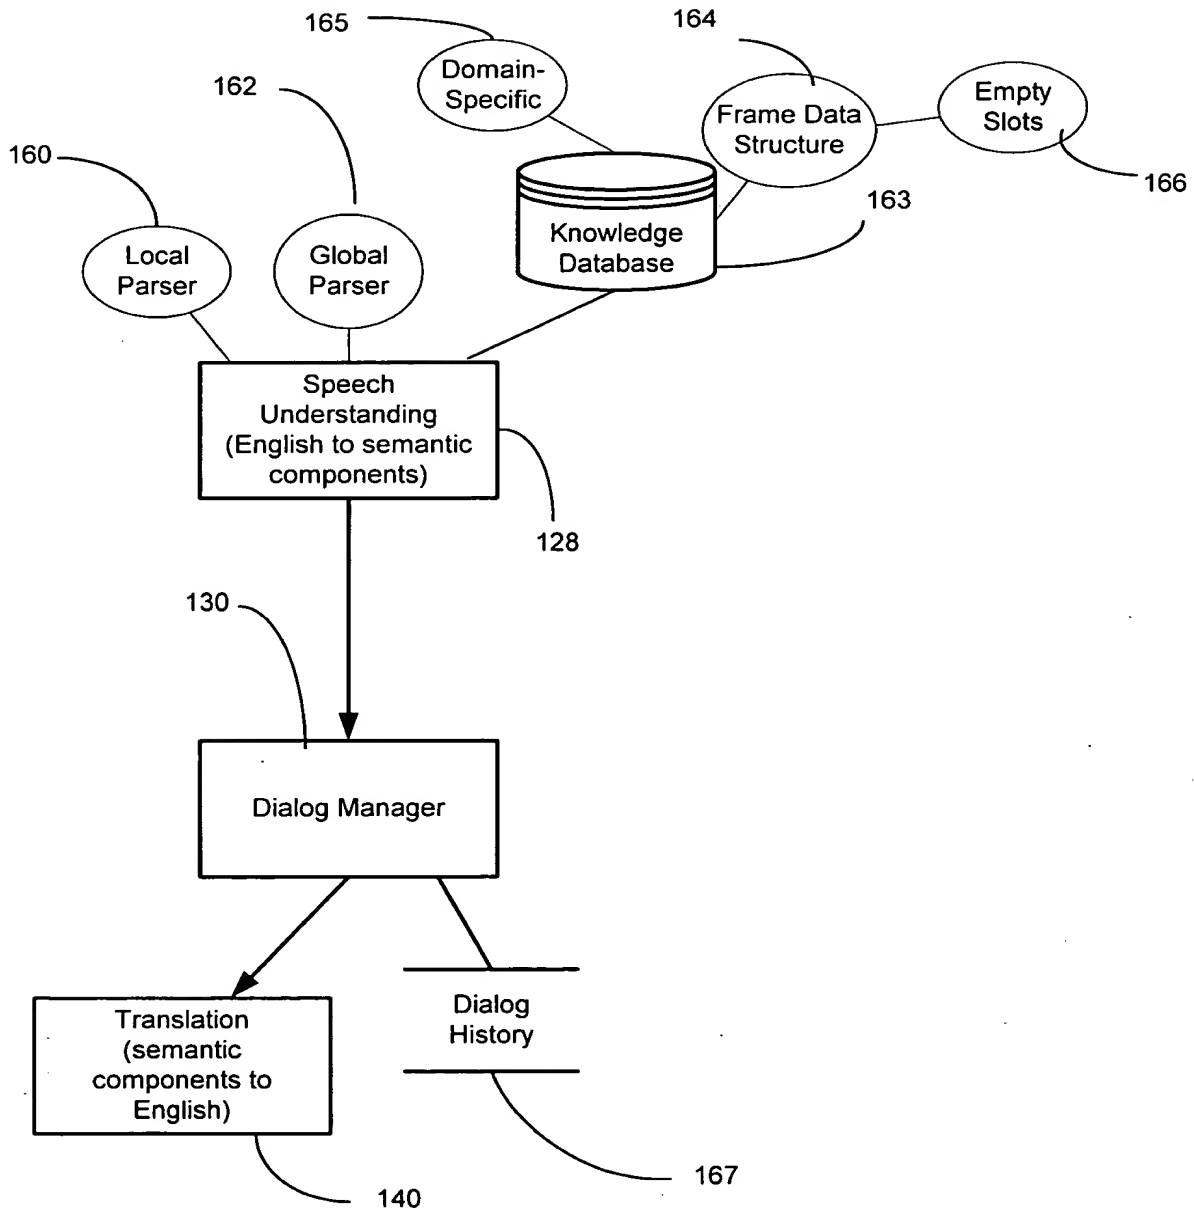 165
Domain-
Specific
164
Frame Data
Structure
Empty
Slots
166
162
160
163
Knowledge
Database
Local
Parser
Global
Parser
Speech
Understanding
(English to semantic
components)
128
130
Dialog Manager
Translation
(semantic
components to
English)
Dialog
History
167
140